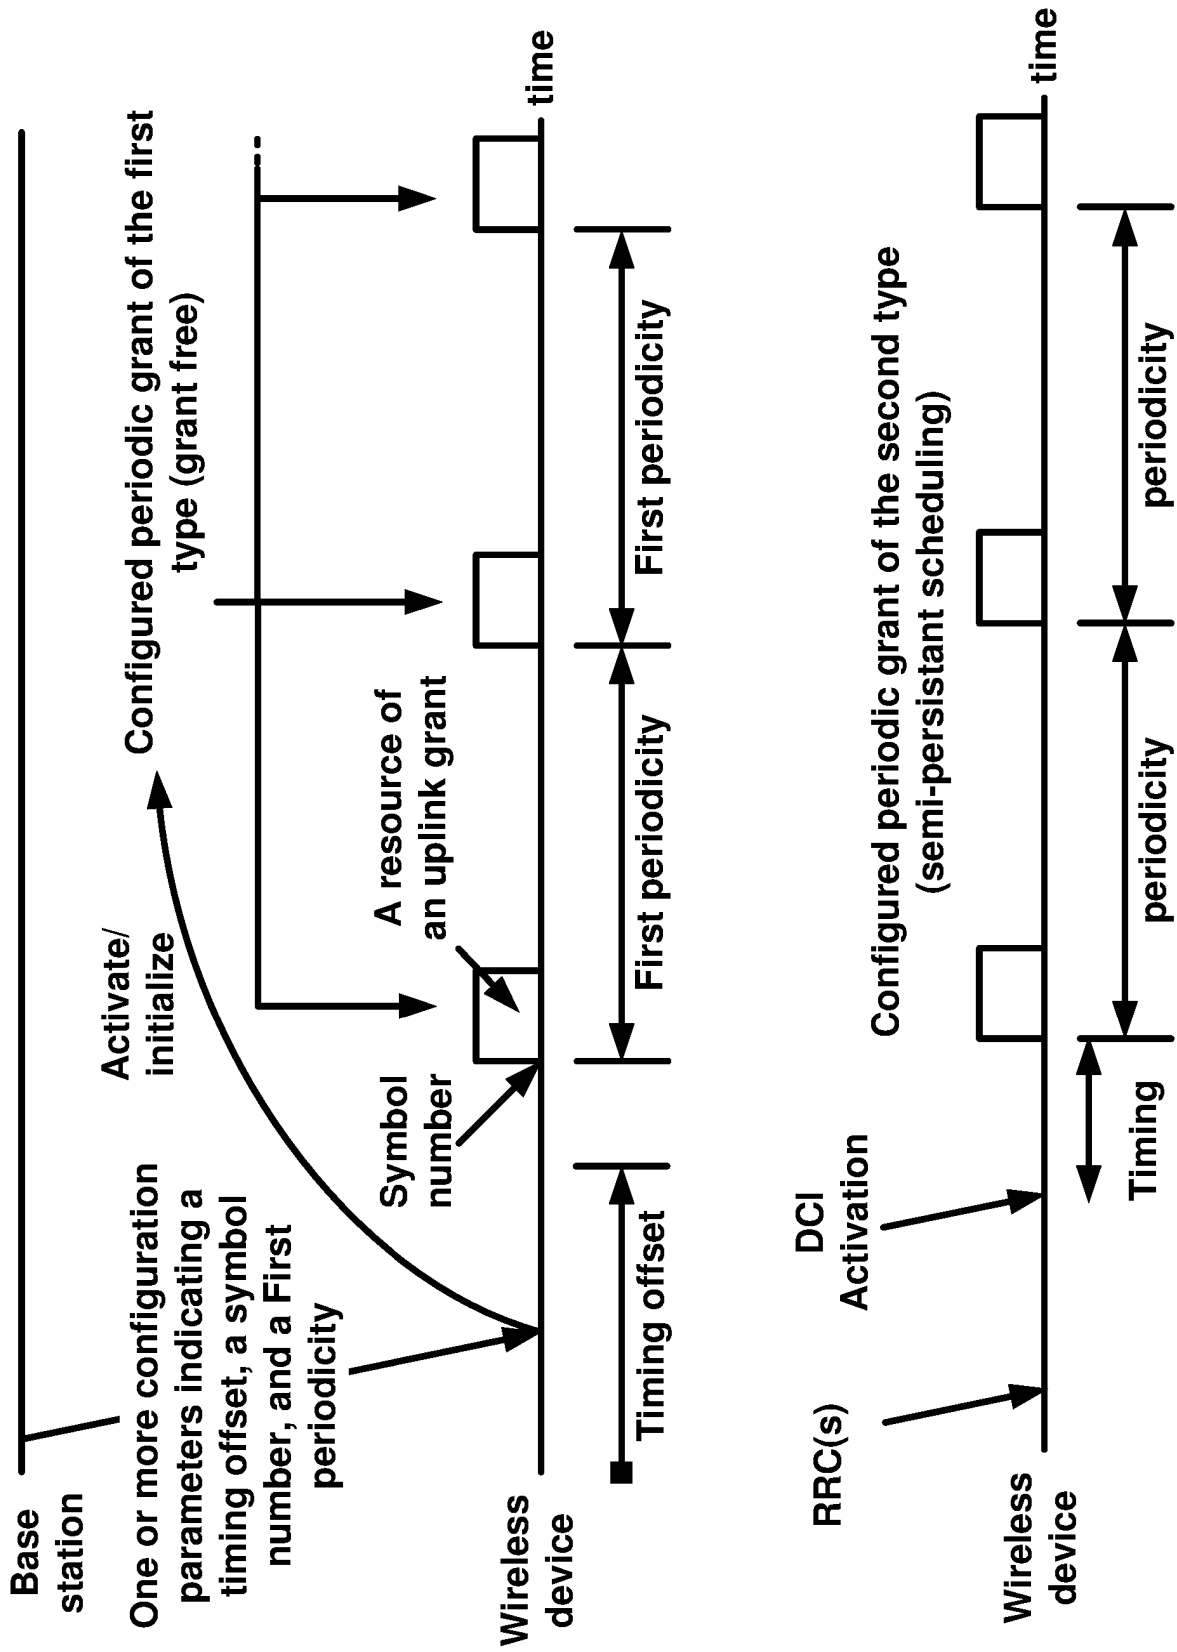 Base
station
One or more configuration
parameters indicating a
timing offset, a symbol
number, and a First
periodicity
Activate/
initialize
Configured periodic grant of the first
type (grant free)
Symbol
number
A resource of
an uplink grant
Wireless
device
time
Timing offset
First periodicity
First periodicity
RRC(s)
DCI
Activation
Configured periodic grant of the second type
(semi-persistant scheduling)
Wireless
device
time
Timing
periodicity
periodicity